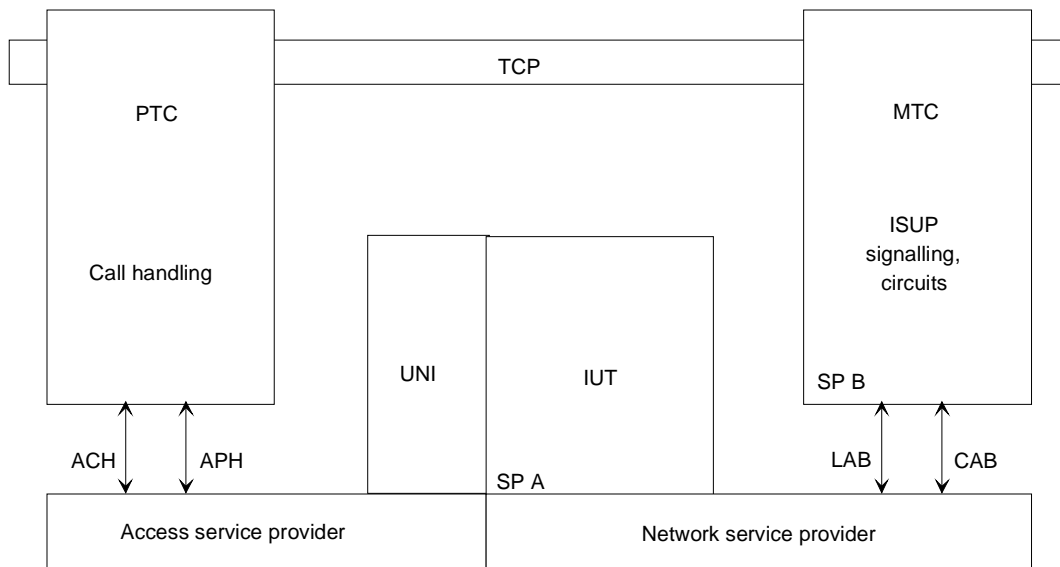 TCP
PTC
MTC
Call handling
ISUP
signalling,
circuits
UNI
IUT
SP B
ACH
APH
LAB
CAB
SP A
Access service provider
Network service provider